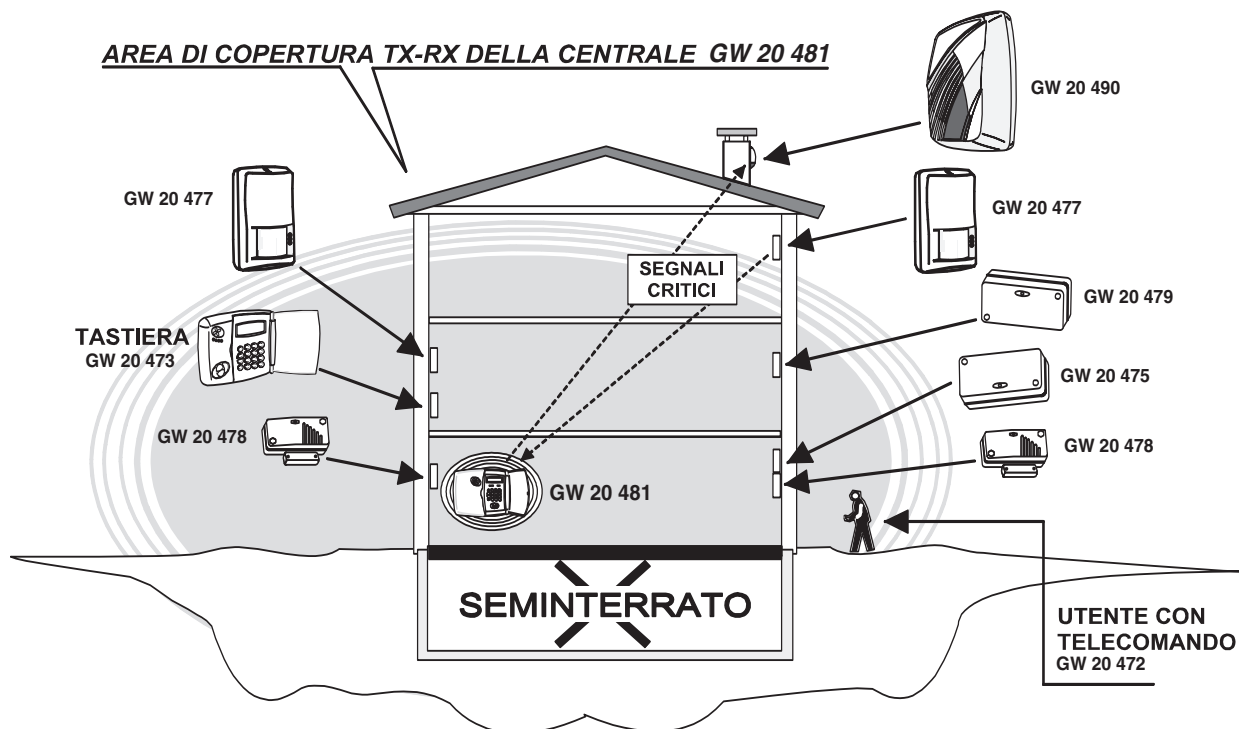 AREA DI COPERTURA TX-RX DELLA CENTRALE GW 20 481
GW 20 490
GW 20 477
GW 20 477
SEGNALI
CRITICI
GW 20 479
TASTIERA
GW 20 473
GW 20 475
GW 20 478
GW 20 478
GW 20 481
SEMINTERRATO
UTENTE CON
TELECOMANDO
GW 20 472